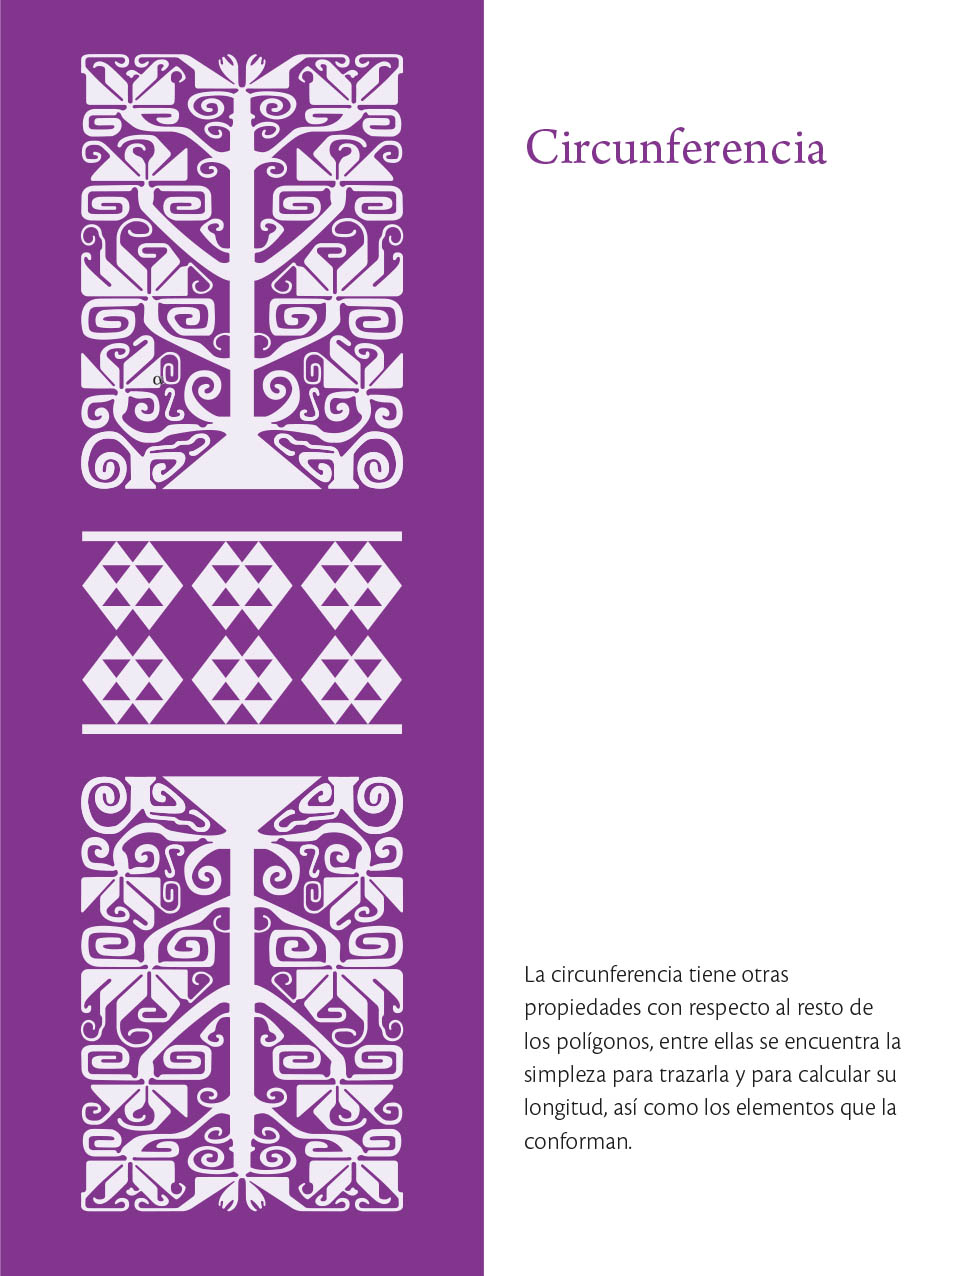 Circunferencia
α
La circunferencia tiene otras
propiedades con respecto al resto de
los polígonos, entre ellas se encuentra la
simpleza para trazarla y para calcular su
longitud, así como los elementos que la
conforman.